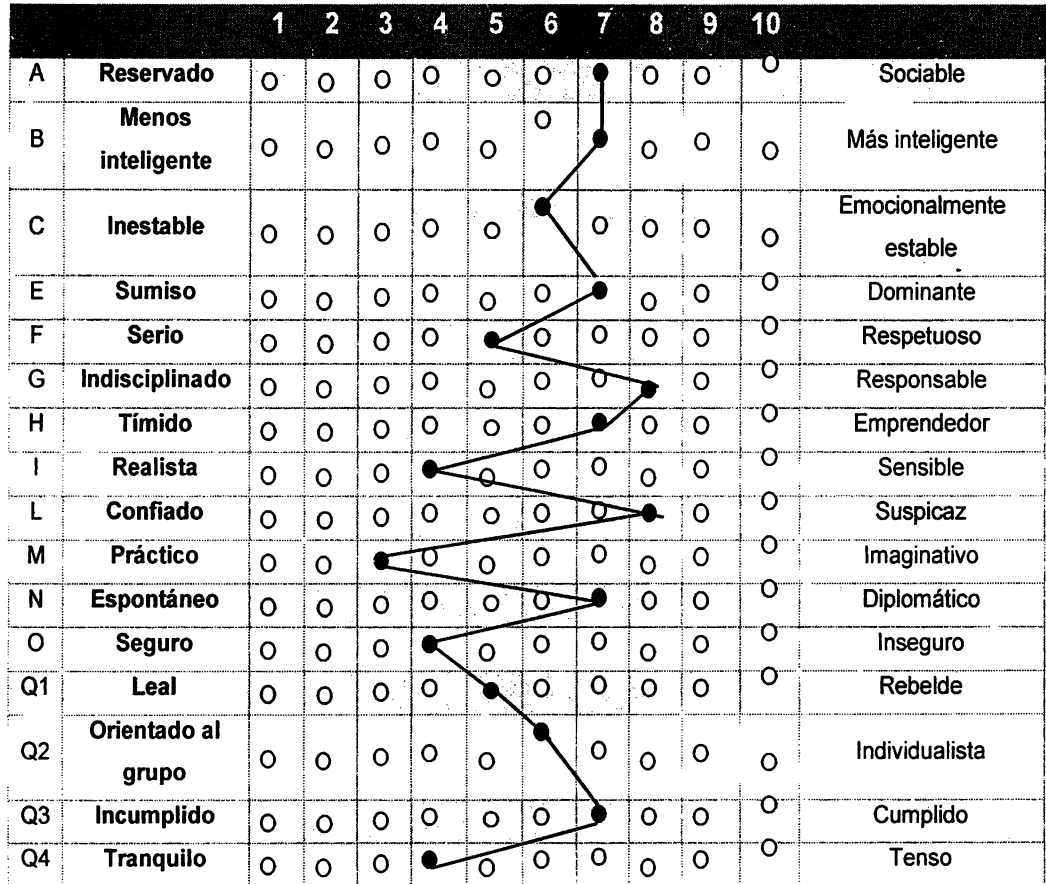 1 2 3 4 5 6 7 8 9 10
A Reservado Sociable
B Menos inteligente Más inteligente
C Inestable Emocionalmente estable
E Sumiso Dominante
F Serio Respetuoso
G Indisciplinado Responsable
H Tímido Emprendedor
I Realista Sensible
L Confiado Suspicaz
M Práctico Imaginativo
N Espontáneo Diplomático
O Seguro Inseguro
Q1 Leal Rebelde
Q2 Orientado al grupo Individualista
Q3 Incumplido Cumplido
Q4 Tranquilo Tenso